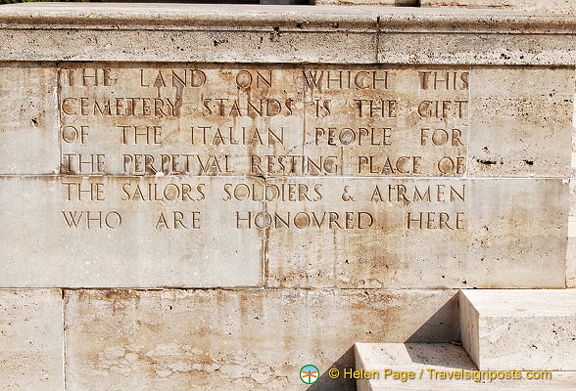 THE LAND ON WHICH THIS
CEMETERY STANDS IS THE GIFT
OF THE ITALIAN PEOPLE FOR
THE PERPETVAL RESTING PLACE OF
THE SAILORS SOLDIERS & AIRMEN
WHO ARE HONOVRED HERE
© Helen Page / Travelsignposts.com